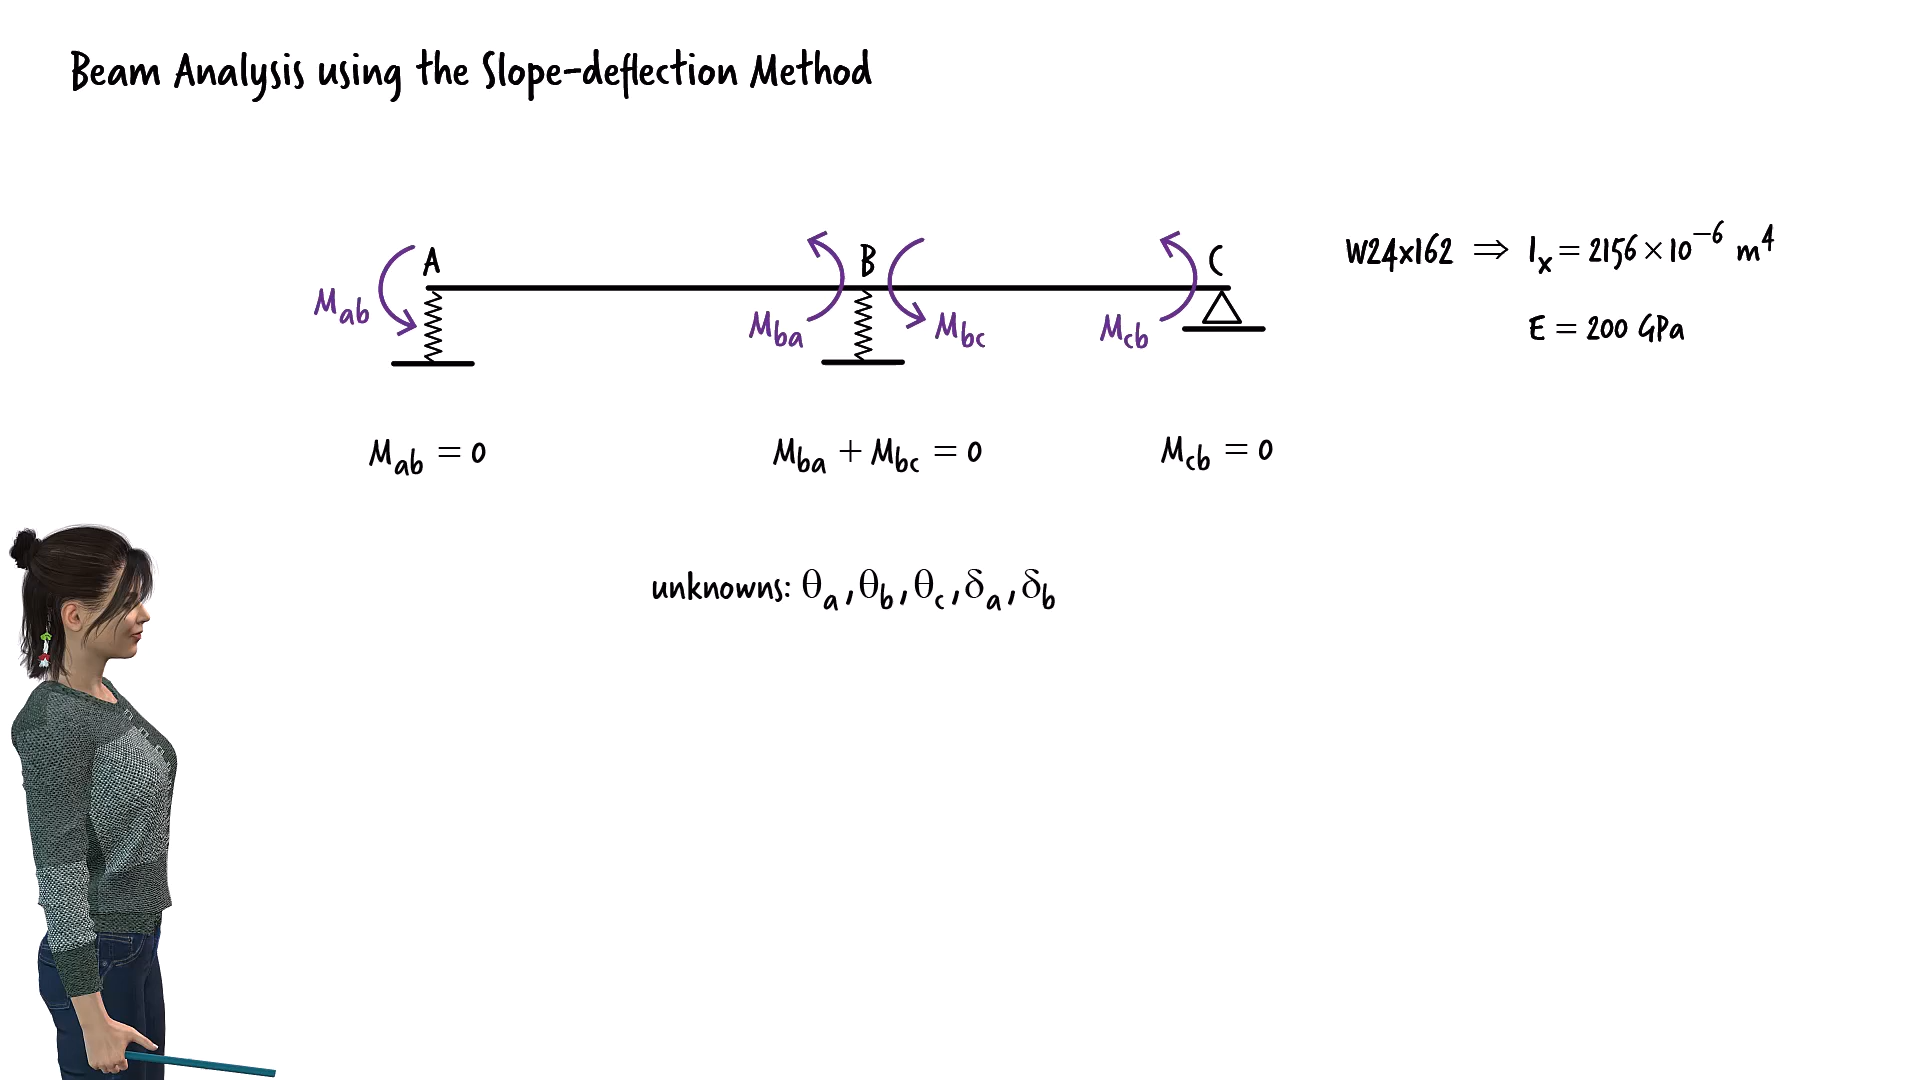 Beam Analysis using the Slope-deflection Method
A B C
W24x162 ⇒ Ix = 2156 × 10⁻⁶ m⁴
Mab Mba Mbc Mcb
E = 200 GPa
Mab = 0 Mba + Mbc = 0 Mcb = 0
unknowns: θa, θb, θc, δa, δb